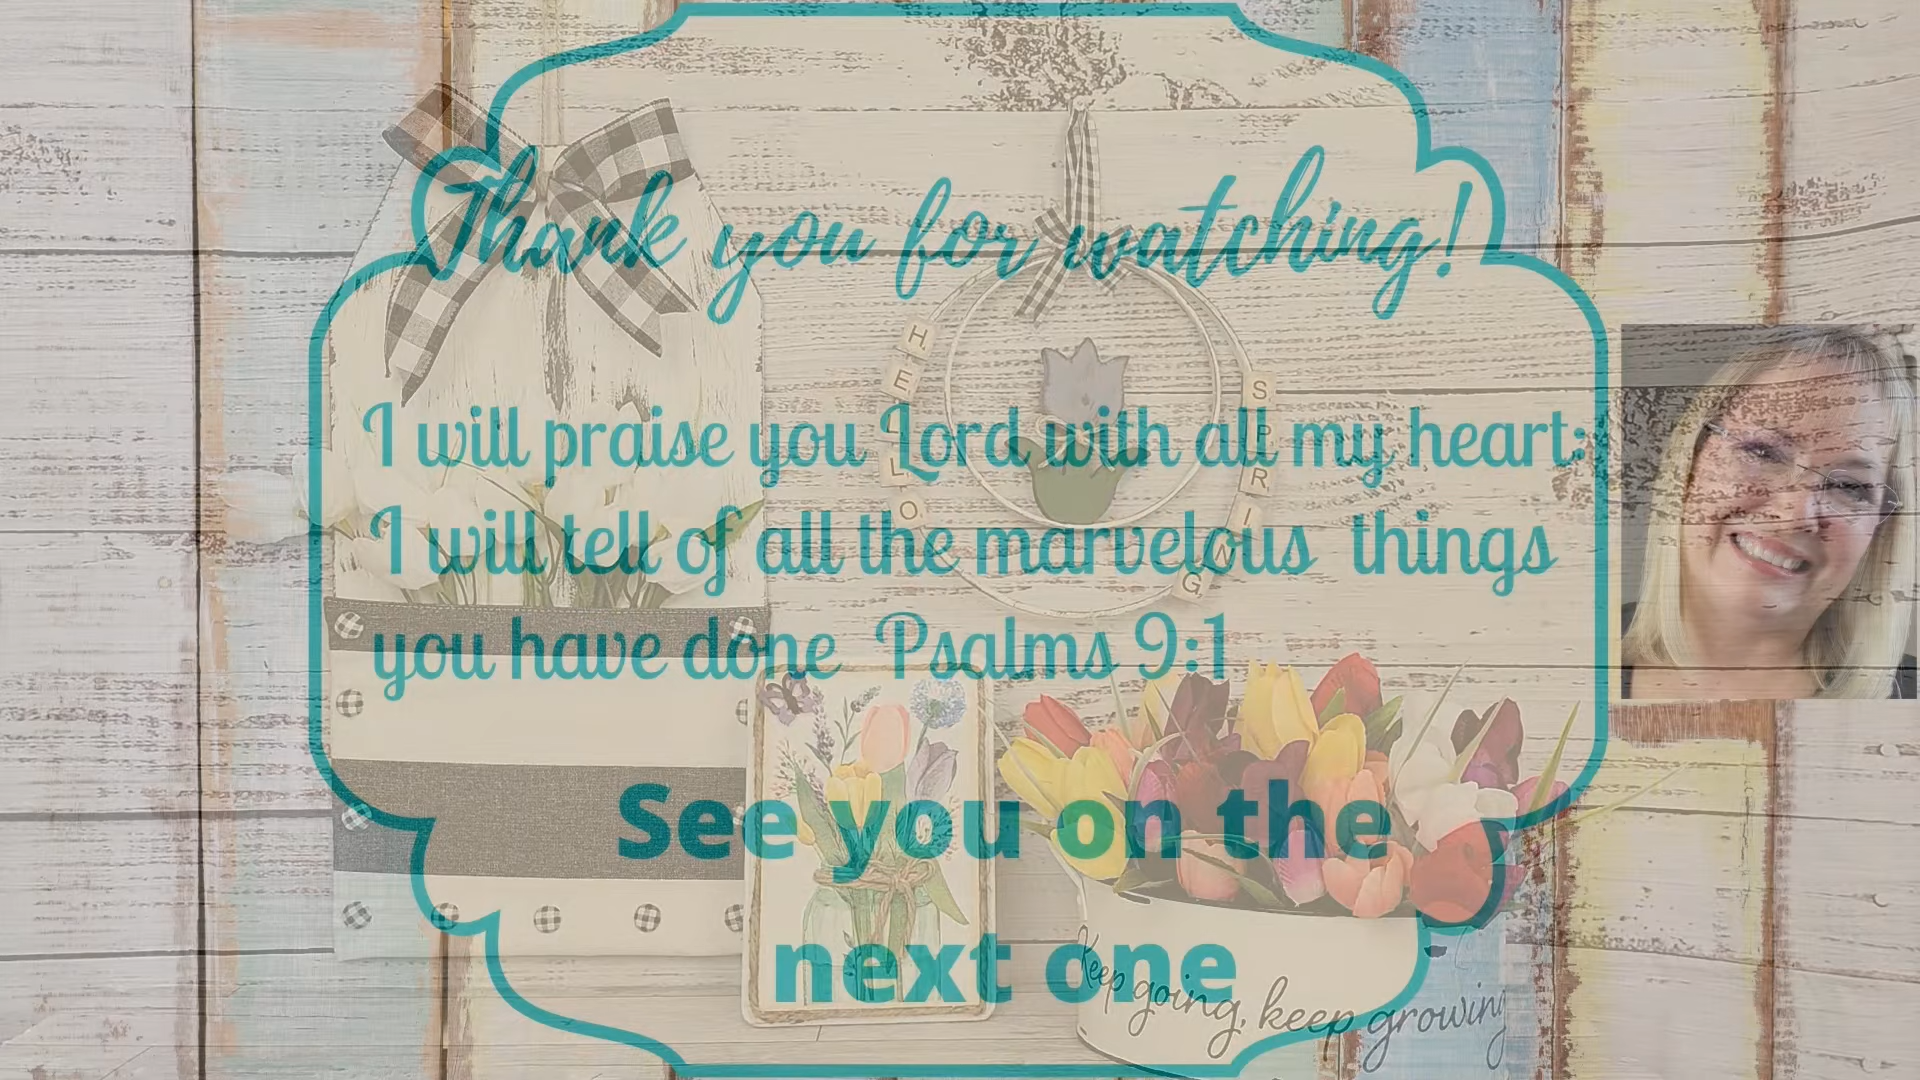 Thank you for watching!
HELLO
SPRING
I will praise you Lord with all my heart:
I will tell of all the marvelous things
you have done Psalms 9:1
See you on the
next one
Keep going, keep growing